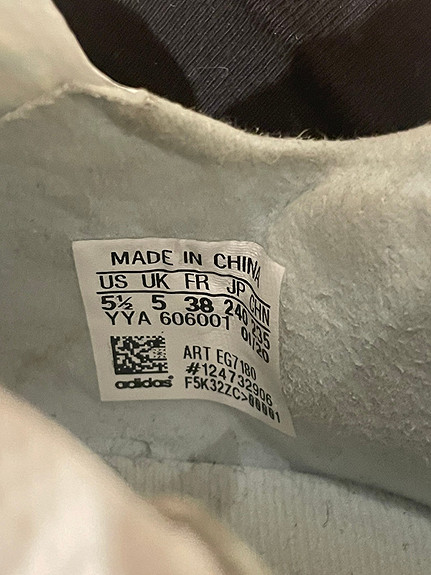 MADE IN CHINA
US UK FR JP CHN
5½ 5 38 240 235
YYA 606001 01/20
ART EG7180
#124732906
F5K32ZC>00001
adidas